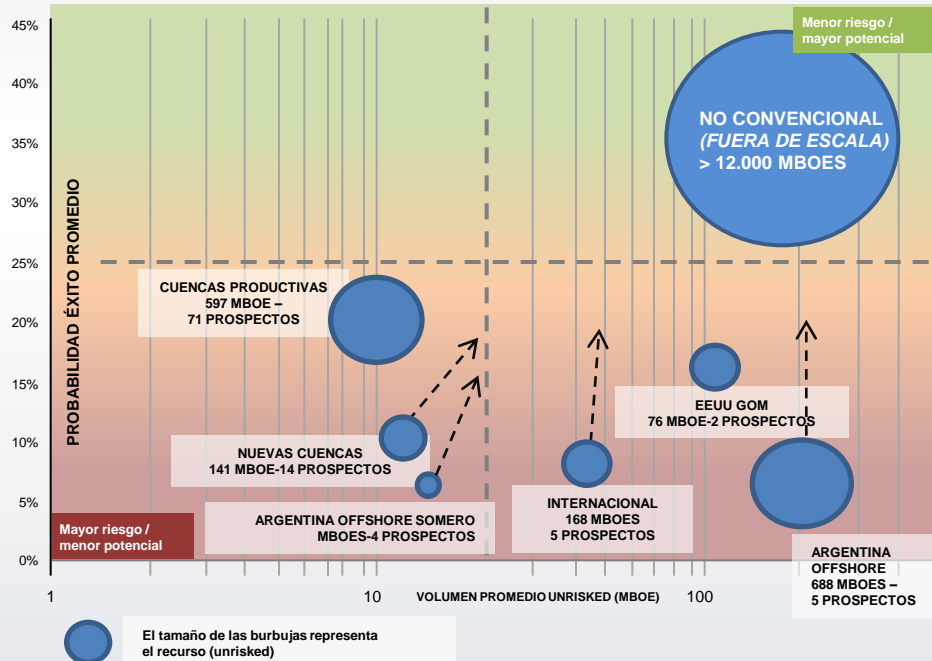 45%
40%
35%
30%
25%
20%
15%
10%
5%
0%
PROBABILIDAD ÉXITO PROMEDIO
Menor riesgo /
mayor potencial
NO CONVENCIONAL
(FUERA DE ESCALA)
> 12.000 MBOES
CUENCAS PRODUCTIVAS
597 MBOE –
71 PROSPECTOS
EEUU GOM
76 MBOE-2 PROSPECTOS
NUEVAS CUENCAS
141 MBOE-14 PROSPECTOS
INTERNACIONAL
168 MBOES
5 PROSPECTOS
ARGENTINA OFFSHORE SOMERO
MBOES-4 PROSPECTOS
Mayor riesgo /
menor potencial
ARGENTINA
OFFSHORE
688 MBOES –
5 PROSPECTOS
1
10
VOLUMEN PROMEDIO UNRISKED (MBOE)
100
El tamaño de las burbujas representa
el recurso (unrisked)